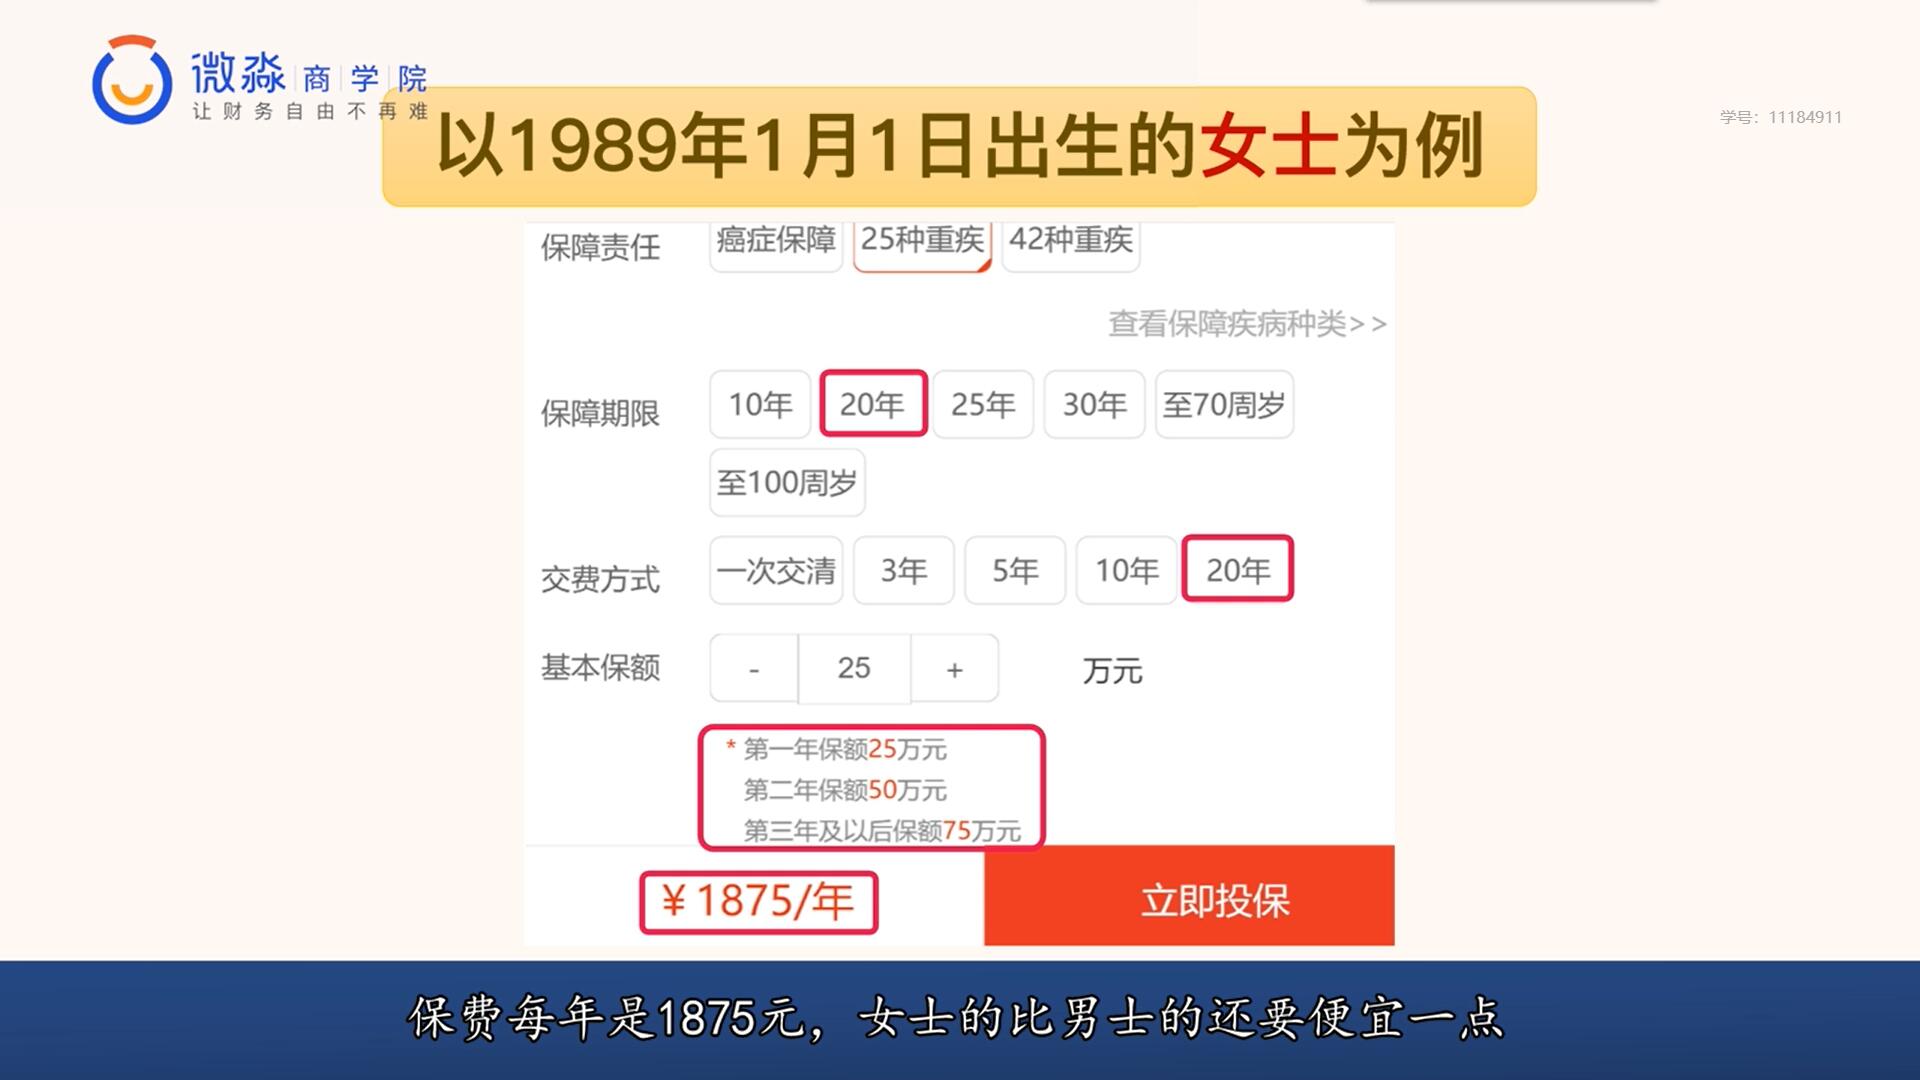 微淼 商 学 院
让财务自由不再难
学号：11184911
以1989年1月1日出生的女士为例
保障责任 癌症保障 25种重疾 42种重疾
查看保障疾病种类>>
保障期限 10年 20年 25年 30年 至70周岁
至100周岁
交费方式 一次交清 3年 5年 10年 20年
基本保额 - 25 + 万元
* 第一年保额25万元
第二年保额50万元
第三年及以后保额75万元
¥1875/年 立即投保
保费每年是1875元，女士的比男士的还要便宜一点